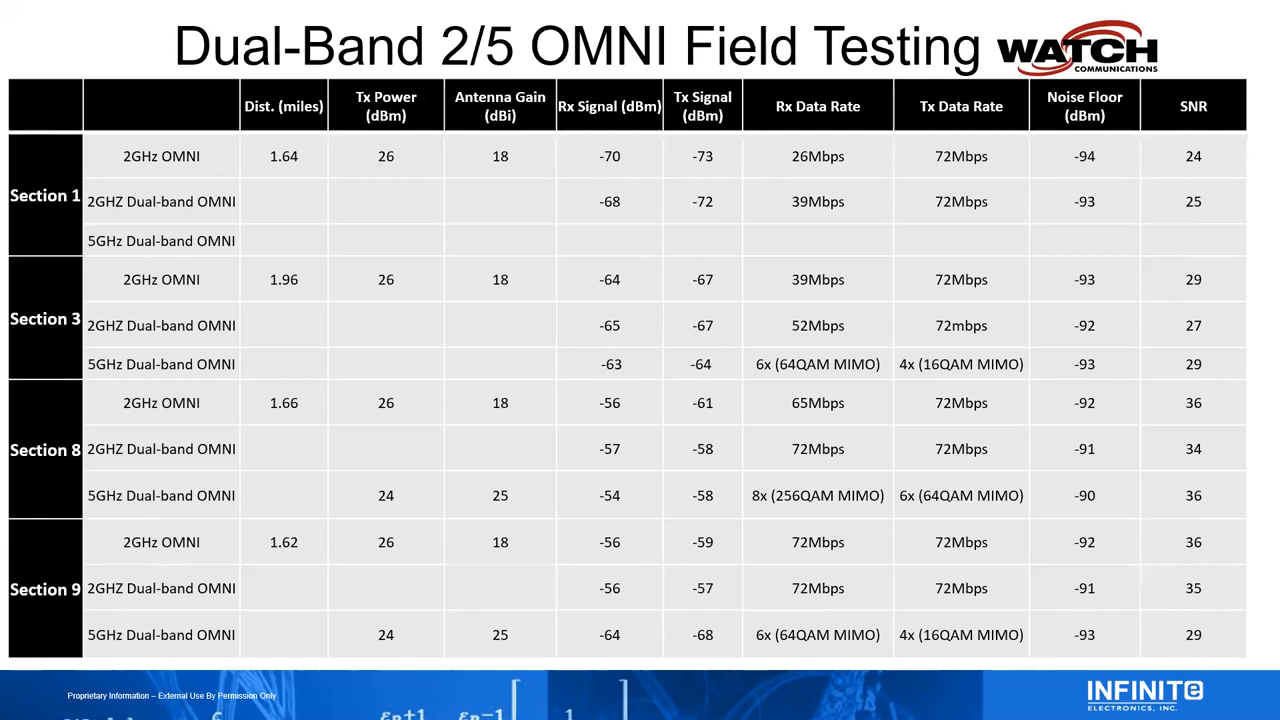 Dual-Band 2/5 OMNI Field Testing WATCH COMMUNICATIONS
Dist. (miles) Tx Power (dBm) Antenna Gain (dBi) Rx Signal (dBm) Tx Signal (dBm) Rx Data Rate Tx Data Rate Noise Floor (dBm) SNR
Section 1
2GHz OMNI 1.64 26 18 -70 -73 26Mbps 72Mbps -94 24
2GHZ Dual-band OMNI -68 -72 39Mbps 72Mbps -93 25
5GHz Dual-band OMNI
Section 3
2GHz OMNI 1.96 26 18 -64 -67 39Mbps 72Mbps -93 29
2GHZ Dual-band OMNI -65 -67 52Mbps 72mbps -92 27
5GHz Dual-band OMNI -63 -64 6x (64QAM MIMO) 4x (16QAM MIMO) -93 29
Section 8
2GHz OMNI 1.66 26 18 -56 -61 65Mbps 72Mbps -92 36
2GHZ Dual-band OMNI -57 -58 72Mbps 72Mbps -91 34
5GHz Dual-band OMNI 24 25 -54 -58 8x (256QAM MIMO) 6x (64QAM MIMO) -90 36
Section 9
2GHz OMNI 1.62 26 18 -56 -59 72Mbps 72Mbps -92 36
2GHZ Dual-band OMNI -56 -57 72Mbps 72Mbps -91 35
5GHz Dual-band OMNI 24 25 -64 -68 6x (64QAM MIMO) 4x (16QAM MIMO) -93 29
Proprietary Information – External Use By Permission Only
INFINITE
ELECTRONICS, INC.